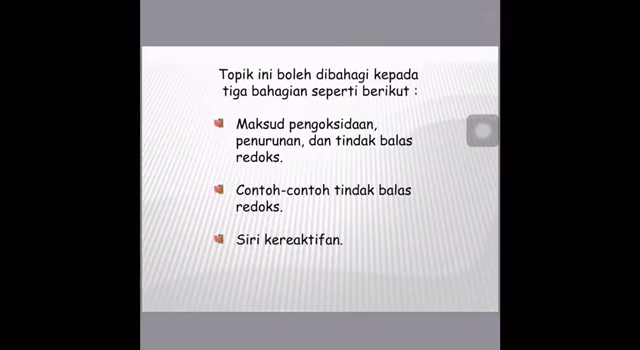 Topik ini boleh dibahagi kepada
tiga bahagian seperti berikut :
Maksud pengoksidaan,
penurunan, dan tindak balas
redoks.
Contoh-contoh tindak balas
redoks.
Siri kereaktifan.